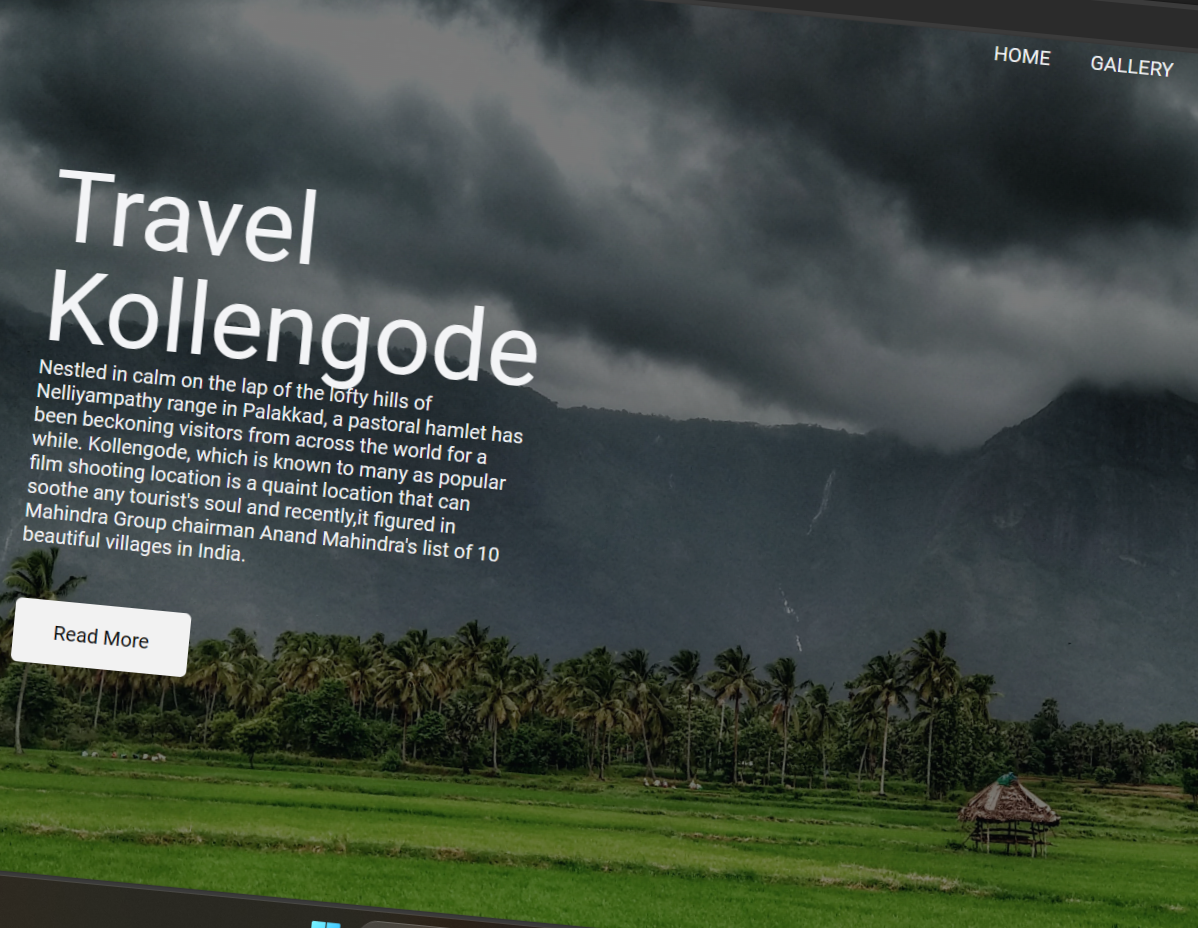 HOME GALLERY
Travel
Kollengode
Nestled in calm on the lap of the lofty hills of
Nelliyampathy range in Palakkad, a pastoral hamlet has
been beckoning visitors from across the world for a
while. Kollengode, which is known to many as popular
film shooting location is a quaint location that can
soothe any tourist's soul and recently,it figured in
Mahindra Group chairman Anand Mahindra's list of 10
beautiful villages in India.
Read More